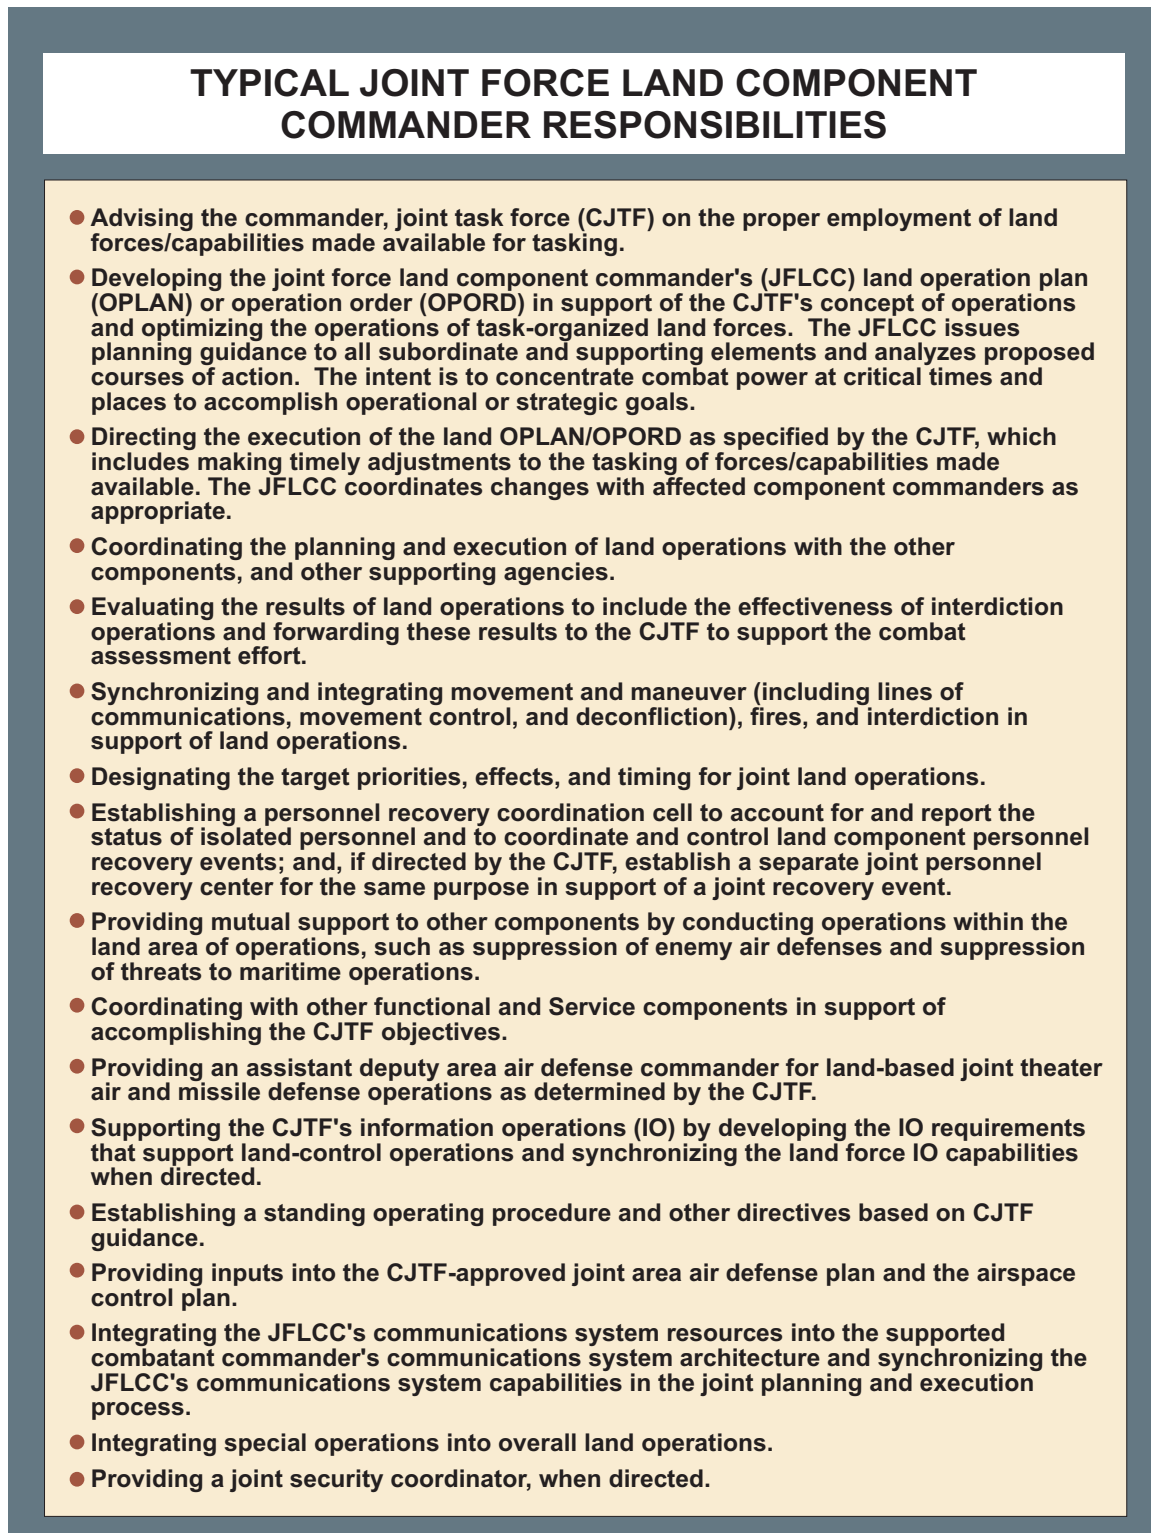 TYPICAL JOINT FORCE LAND COMPONENT
COMMANDER RESPONSIBILITIES
● Advising the commander, joint task force (CJTF) on the proper employment of land
forces/capabilities made available for tasking.
● Developing the joint force land component commander's (JFLCC) land operation plan
(OPLAN) or operation order (OPORD) in support of the CJTF's concept of operations
and optimizing the operations of task-organized land forces.  The JFLCC issues
planning guidance to all subordinate and supporting elements and analyzes proposed
courses of action.  The intent is to concentrate combat power at critical times and
places to accomplish operational or strategic goals.
● Directing the execution of the land OPLAN/OPORD as specified by the CJTF, which
includes making timely adjustments to the tasking of forces/capabilities made
available. The JFLCC coordinates changes with affected component commanders as
appropriate.
● Coordinating the planning and execution of land operations with the other
components, and other supporting agencies.
● Evaluating the results of land operations to include the effectiveness of interdiction
operations and forwarding these results to the CJTF to support the combat
assessment effort.
● Synchronizing and integrating movement and maneuver (including lines of
communications, movement control, and deconfliction), fires, and interdiction in
support of land operations.
● Designating the target priorities, effects, and timing for joint land operations.
● Establishing a personnel recovery coordination cell to account for and report the
status of isolated personnel and to coordinate and control land component personnel
recovery events; and, if directed by the CJTF, establish a separate joint personnel
recovery center for the same purpose in support of a joint recovery event.
● Providing mutual support to other components by conducting operations within the
land area of operations, such as suppression of enemy air defenses and suppression
of threats to maritime operations.
● Coordinating with other functional and Service components in support of
accomplishing the CJTF objectives.
● Providing an assistant deputy area air defense commander for land-based joint theater
air and missile defense operations as determined by the CJTF.
● Supporting the CJTF's information operations (IO) by developing the IO requirements
that support land-control operations and synchronizing the land force IO capabilities
when directed.
● Establishing a standing operating procedure and other directives based on CJTF
guidance.
● Providing inputs into the CJTF-approved joint area air defense plan and the airspace
control plan.
● Integrating the JFLCC's communications system resources into the supported
combatant commander's communications system architecture and synchronizing the
JFLCC's communications system capabilities in the joint planning and execution
process.
● Integrating special operations into overall land operations.
● Providing a joint security coordinator, when directed.